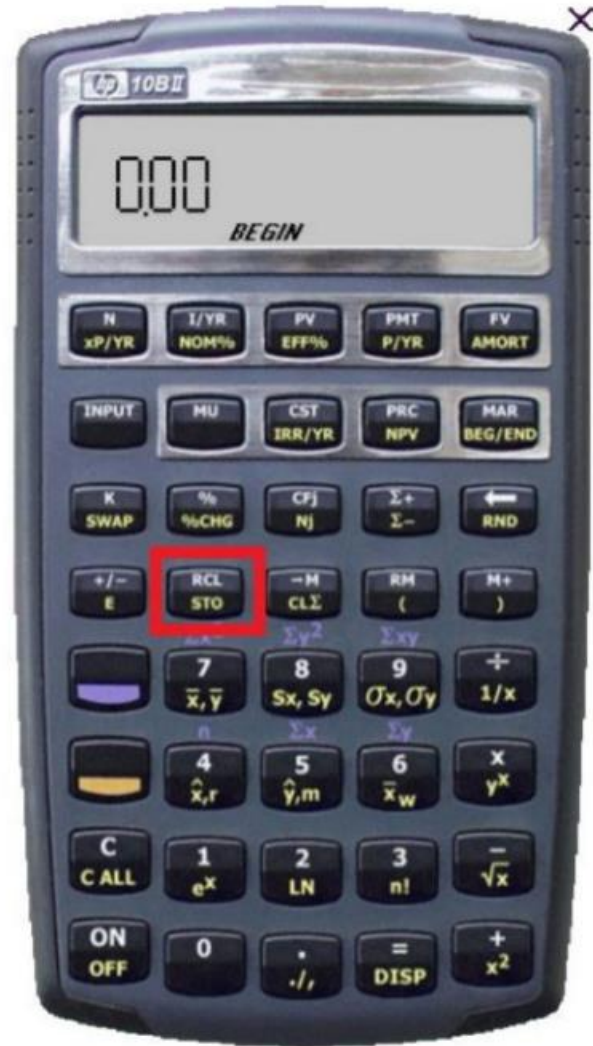 ×
hp 10BII
0.00
BEGIN
N I/YR PV PMT FV
xP/YR NOM% EFF% P/YR AMORT
INPUT MU CST PRC MAR
IRR/YR NPV BEG/END
K % CFj Σ+ ←
SWAP %CHG Nj Σ− RND
+/− RCL →M RM M+
E STO CLΣ ( )
Σy² Σxy
7 8 9 ÷
x̄,ȳ Sx, Sy σx,σy 1/x
n Σx Σy
4 5 6 x
x̂,r ŷ,m x̄w yˣ
C 1 2 3 −
C ALL eˣ LN n! √x
ON 0 . = +
OFF ./, DISP x²